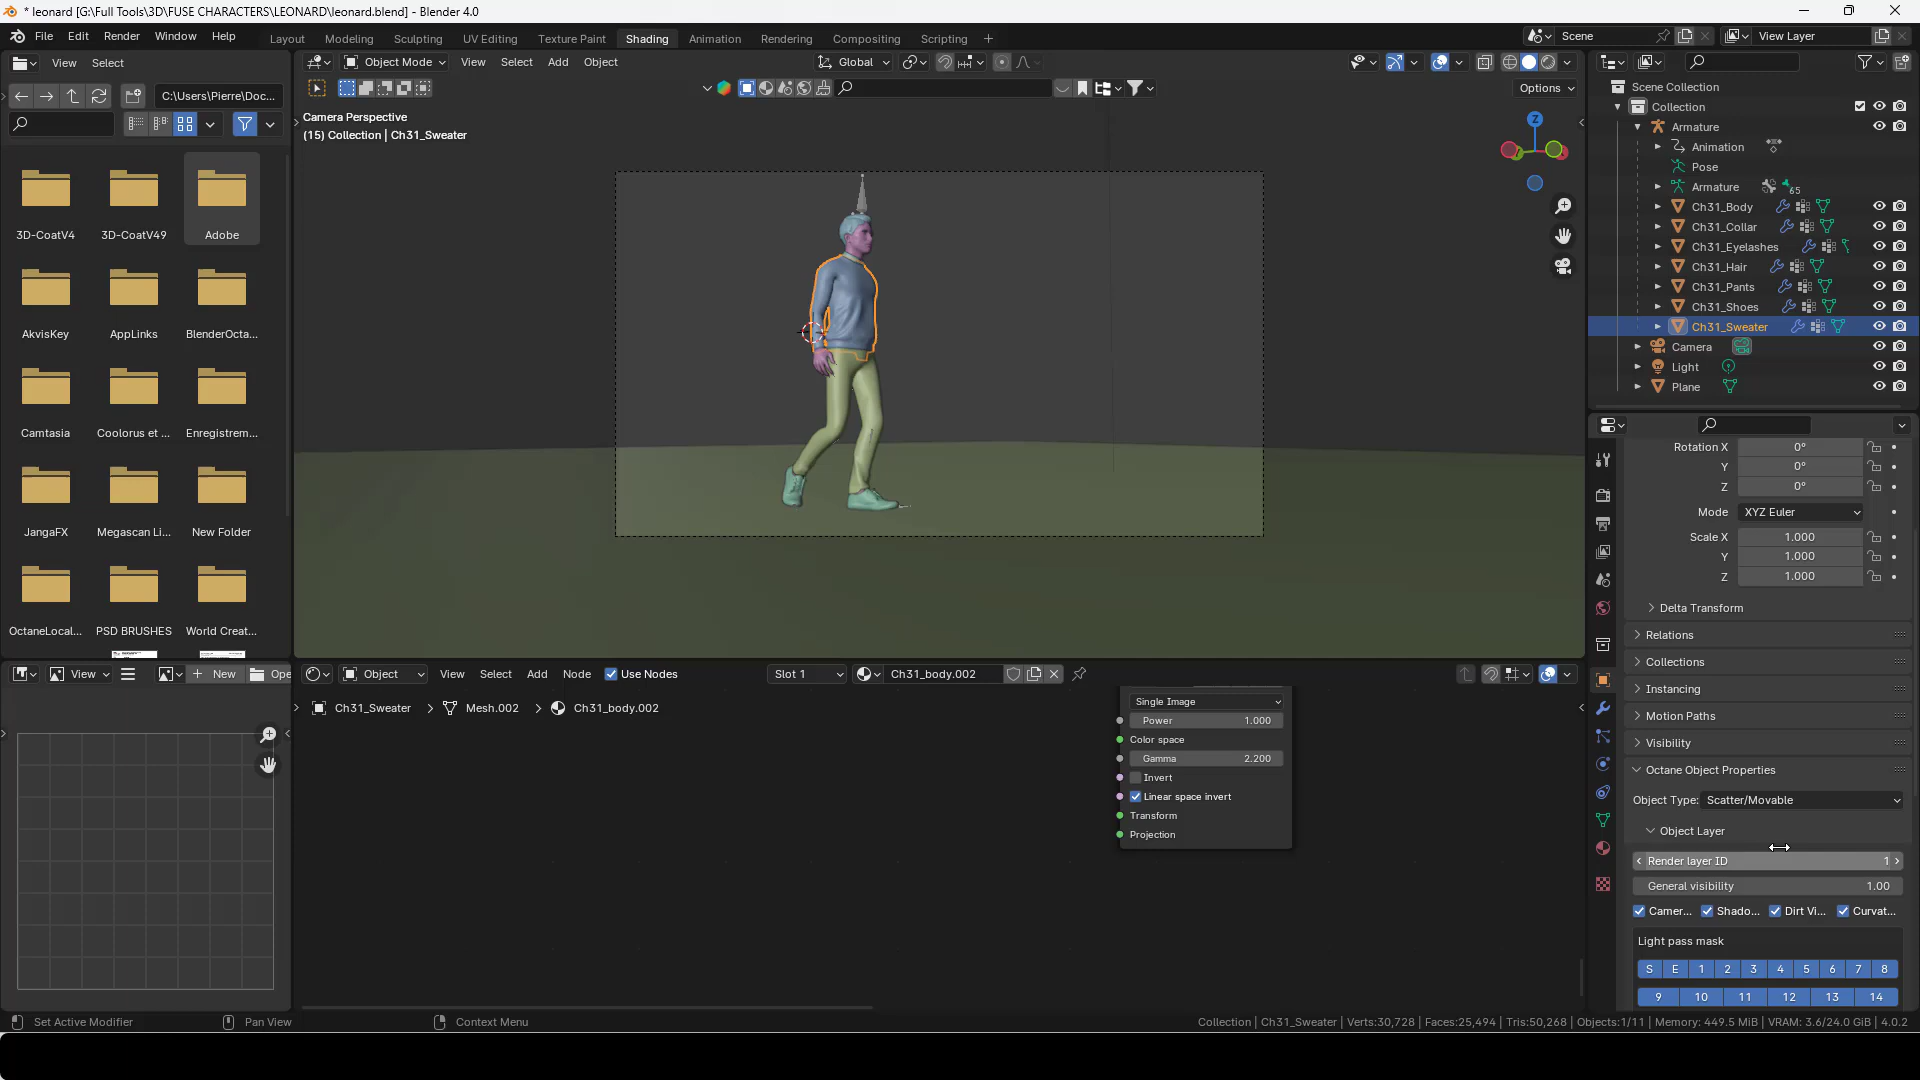 * leonard [G:\Full Tools\3D\FUSE CHARACTERS\LEONARD\leonard.blend] - Blender 4.0
File Edit Render Window Help
Layout Modeling Sculpting UV Editing Texture Paint Shading Animation Rendering Compositing Scripting +
Scene
View Layer
View Select
C:\Users\Pierre\Doc...
3D-CoatV4 3D-CoatV49 Adobe
AkvisKey AppLinks BlenderOcta...
Camtasia Coolorus et ... Enregistrem...
JangaFX Megascan Li... New Folder
OctaneLocal... PSD BRUSHES World Creat...
Object Mode View Select Add Object
Global
Options
Camera Perspective
(15) Collection | Ch31_Sweater
Z
Scene Collection
Collection
Armature
Animation
Pose
Armature 65
Ch31_Body
Ch31_Collar
Ch31_Eyelashes
Ch31_Hair
Ch31_Pants
Ch31_Shoes
Ch31_Sweater
Camera
Light
Plane
Rotation X 0°
Y 0°
Z 0°
Mode XYZ Euler
Scale X 1.000
Y 1.000
Z 1.000
Delta Transform
Relations
Collections
Instancing
Motion Paths
Visibility
Octane Object Properties
Object Type: Scatter/Movable
Object Layer
Render layer ID 1
General visibility 1.00
Camer... Shado... Dirt Vi... Curvat...
Light pass mask
S E 1 2 3 4 5 6 7 8
9 10 11 12 13 14
View New Ope
Object View Select Add Node Use Nodes Slot 1 Ch31_body.002
Ch31_Sweater > Mesh.002 > Ch31_body.002
Single Image
Power 1.000
Color space
Gamma 2.200
Invert
Linear space invert
Transform
Projection
Set Active Modifier Pan View Context Menu
Collection | Ch31_Sweater | Verts:30,728 | Faces:25,494 | Tris:50,268 | Objects:1/11 | Memory: 449.5 MiB | VRAM: 3.6/24.0 GiB | 4.0.2